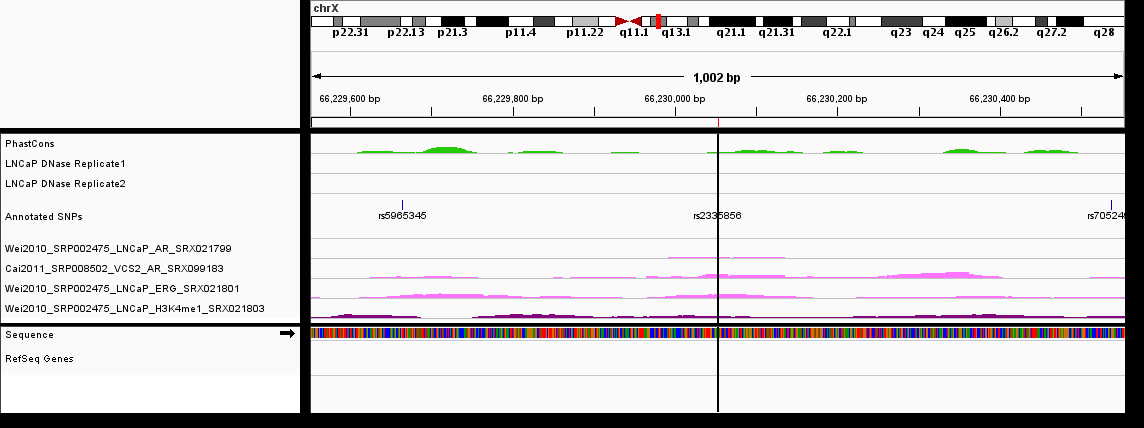 chrX
p22.31 p22.13 p21.3 p11.4 p11.22 q11.1 q13.1 q21.1 q21.31 q22.1 q23 q24 q25 q26.2 q27.2 q28
1,002 bp
66,229,600 bp 66,229,800 bp 66,230,000 bp 66,230,200 bp 66,230,400 bp
PhastCons
LNCaP DNase Replicate1
LNCaP DNase Replicate2
Annotated SNPs rs5965345 rs2335856 rs70524
Wei2010_SRP002475_LNCaP_AR_SRX021799
Cai2011_SRP008502_VCS2_AR_SRX099183
Wei2010_SRP002475_LNCaP_ERG_SRX021801
Wei2010_SRP002475_LNCaP_H3K4me1_SRX021803
Sequence
RefSeq Genes